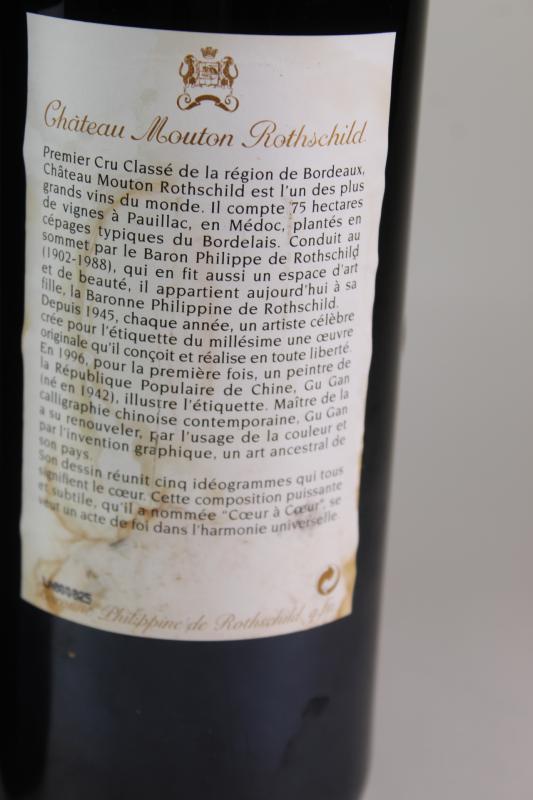 Château Mouton Rothschild
Premier Cru Classé de la région de Bordeaux,
Château Mouton Rothschild est l'un des plus
grands vins du monde. Il compte 75 hectares
de vignes à Pauillac, en Médoc, plantés en
cépages typiques du Bordelais. Conduit au
sommet par le Baron Philippe de Rothschild
(1902-1988), qui en fit aussi un espace d'art
et de beauté, il appartient aujourd'hui à sa
fille, la Baronne Philippine de Rothschild.
Depuis 1945, chaque année, un artiste célèbre
crée pour l'étiquette du millésime une œuvre
originale qu'il conçoit et réalise en toute liberté.
En 1996, pour la première fois, un peintre de
la République Populaire de Chine, Gu Gan
(né en 1942), illustre l'étiquette. Maître de la
calligraphie chinoise contemporaine, Gu Gan
a su renouveler, par l'usage de la couleur et
par l'invention graphique, un art ancestral de
son pays.
Son dessin réunit cinq idéogrammes qui tous
signifient le cœur. Cette composition puissante
et subtile, qu'il a nommée "Cœur à Cœur", se
veut un acte de foi dans l'harmonie universelle.
Philippine de Rothschild